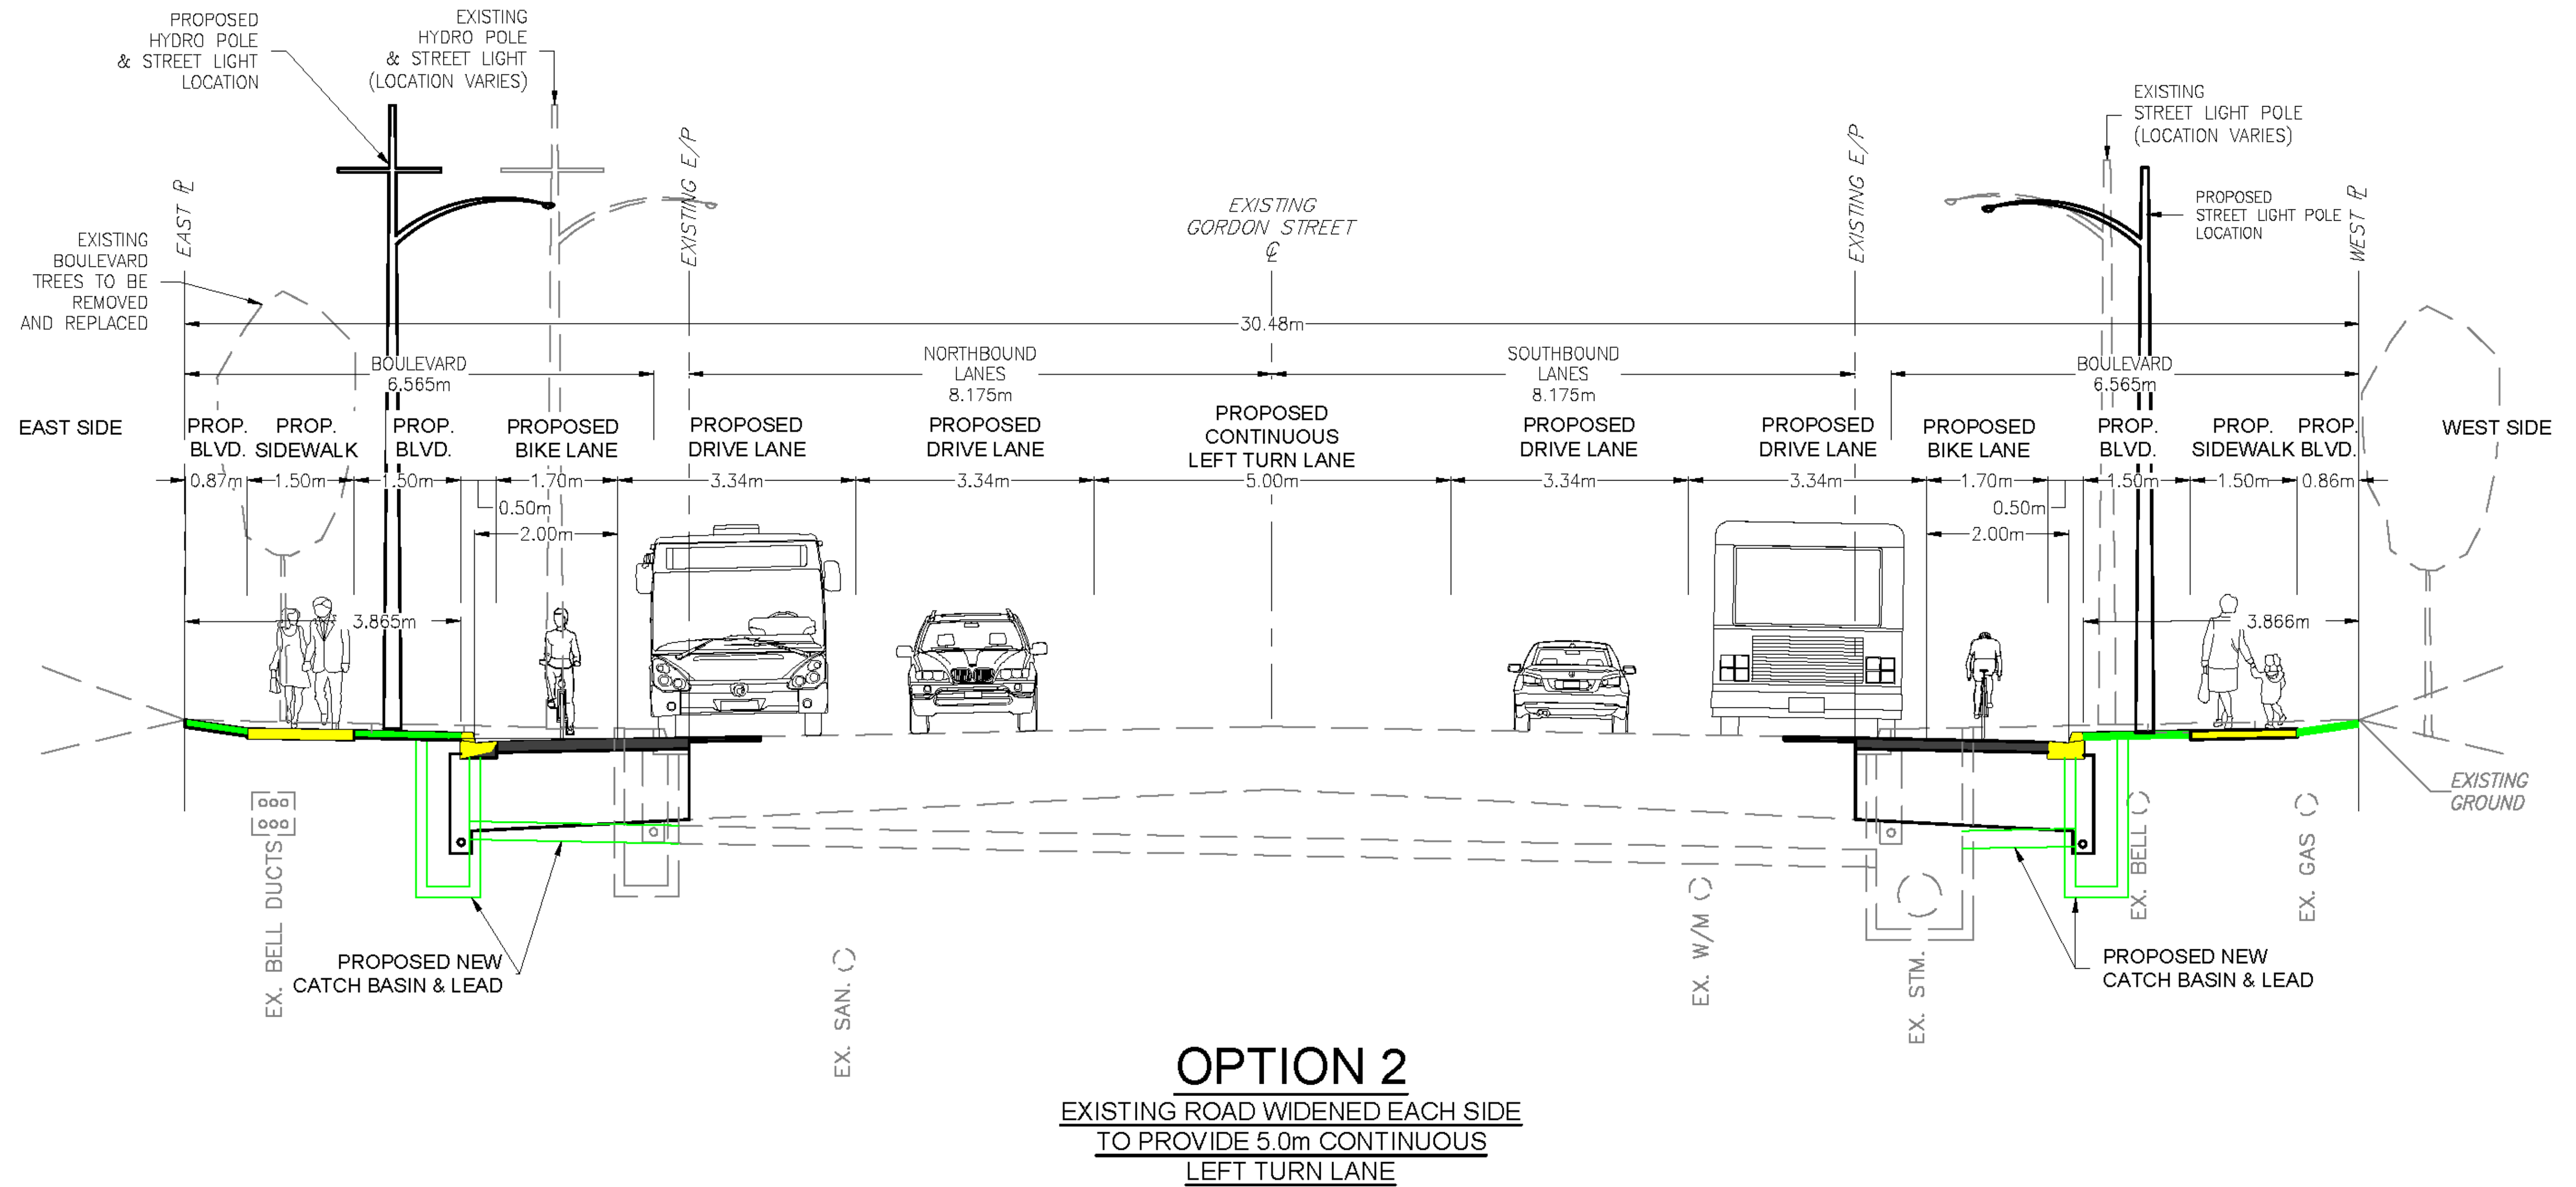 PROPOSED
HYDRO POLE
& STREET LIGHT
LOCATION
EXISTING
HYDRO POLE
& STREET LIGHT
(LOCATION VARIES)
EXISTING
STREET LIGHT POLE
(LOCATION VARIES)
PROPOSED
STREET LIGHT POLE
LOCATION
EAST ⅊
EXISTING E/P
EXISTING
GORDON STREET
℄
EXISTING E/P
WEST ⅊
EXISTING
BOULEVARD
TREES TO BE
REMOVED
AND REPLACED
30.48m
BOULEVARD
6.565m
NORTHBOUND
LANES
8.175m
SOUTHBOUND
LANES
8.175m
BOULEVARD
6.565m
EAST SIDE
PROP.
BLVD.
PROP.
SIDEWALK
PROP.
BLVD.
PROPOSED
BIKE LANE
PROPOSED
DRIVE LANE
PROPOSED
DRIVE LANE
PROPOSED
CONTINUOUS
LEFT TURN LANE
PROPOSED
DRIVE LANE
PROPOSED
DRIVE LANE
PROPOSED
BIKE LANE
PROP.
BLVD.
PROP.
SIDEWALK
PROP.
BLVD.
WEST SIDE
0.87m
1.50m
1.50m
1.70m
3.34m
3.34m
5.00m
3.34m
3.34m
1.70m
1.50m
1.50m
0.86m
0.50m
0.50m
2.00m
2.00m
3.865m
3.866m
EXISTING
GROUND
EX. BELL DUCTS
EX. SAN.
EX. W/M
EX. STM.
EX. BELL
EX. GAS
PROPOSED NEW
CATCH BASIN & LEAD
PROPOSED NEW
CATCH BASIN & LEAD
OPTION 2
EXISTING ROAD WIDENED EACH SIDE
TO PROVIDE 5.0m CONTINUOUS
LEFT TURN LANE